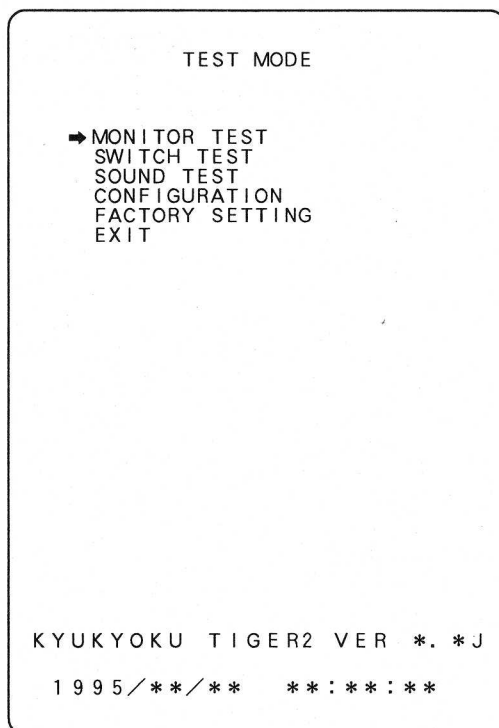 TEST MODE
➡MONITOR TEST
SWITCH TEST
SOUND TEST
CONFIGURATION
FACTORY SETTING
EXIT
KYUKYOKU TIGER2 VER *. *J
1995/**/** **:**:**